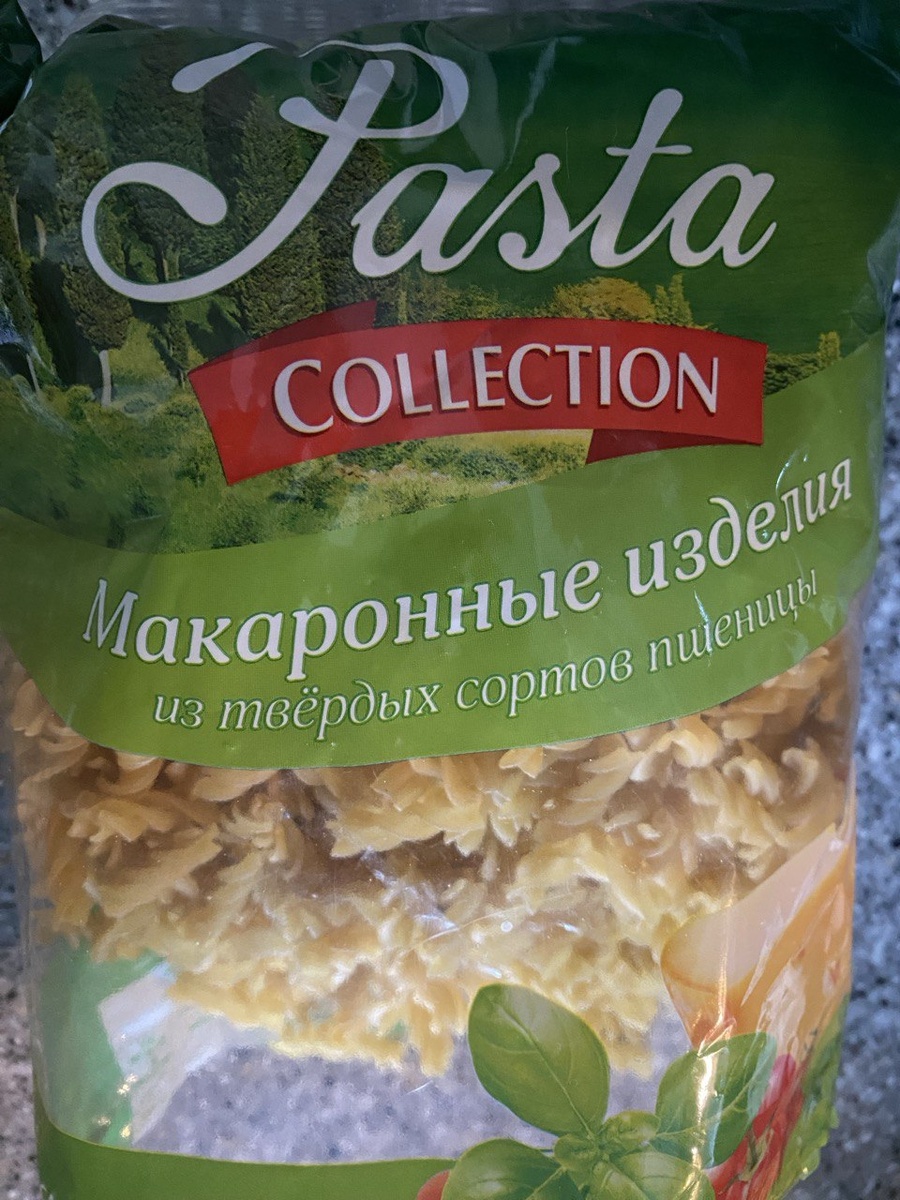 Pasta
COLLECTION
Макаронные изделия
из твёрдых сортов пшеницы